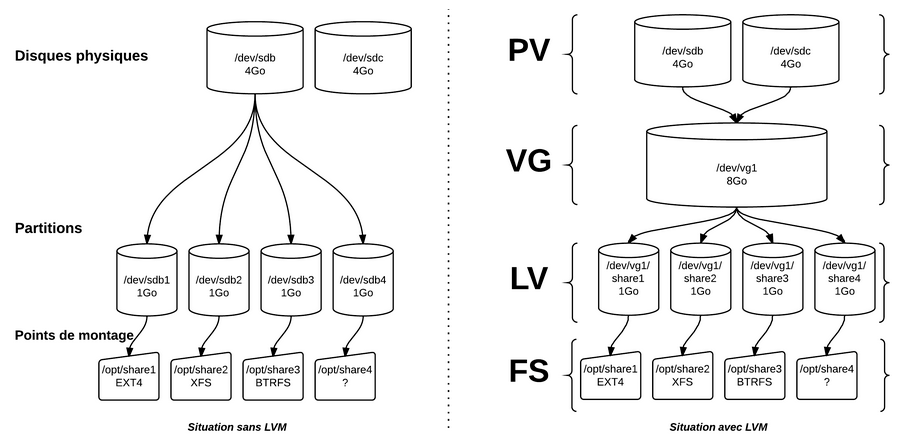 Disques physiques
/dev/sdb
4Go
/dev/sdc
4Go
Partitions
/dev/sdb1
1Go
/dev/sdb2
1Go
/dev/sdb3
1Go
/dev/sdb4
1Go
Points de montage
/opt/share1
EXT4
/opt/share2
XFS
/opt/share3
BTRFS
/opt/share4
?
Situation sans LVM
PV
/dev/sdb
4Go
/dev/sdc
4Go
VG
/dev/vg1
8Go
LV
/dev/vg1/
share1
1Go
/dev/vg1/
share2
1Go
/dev/vg1/
share3
1Go
/dev/vg1/
share4
1Go
FS
/opt/share1
EXT4
/opt/share2
XFS
/opt/share3
BTRFS
/opt/share4
?
Situation avec LVM